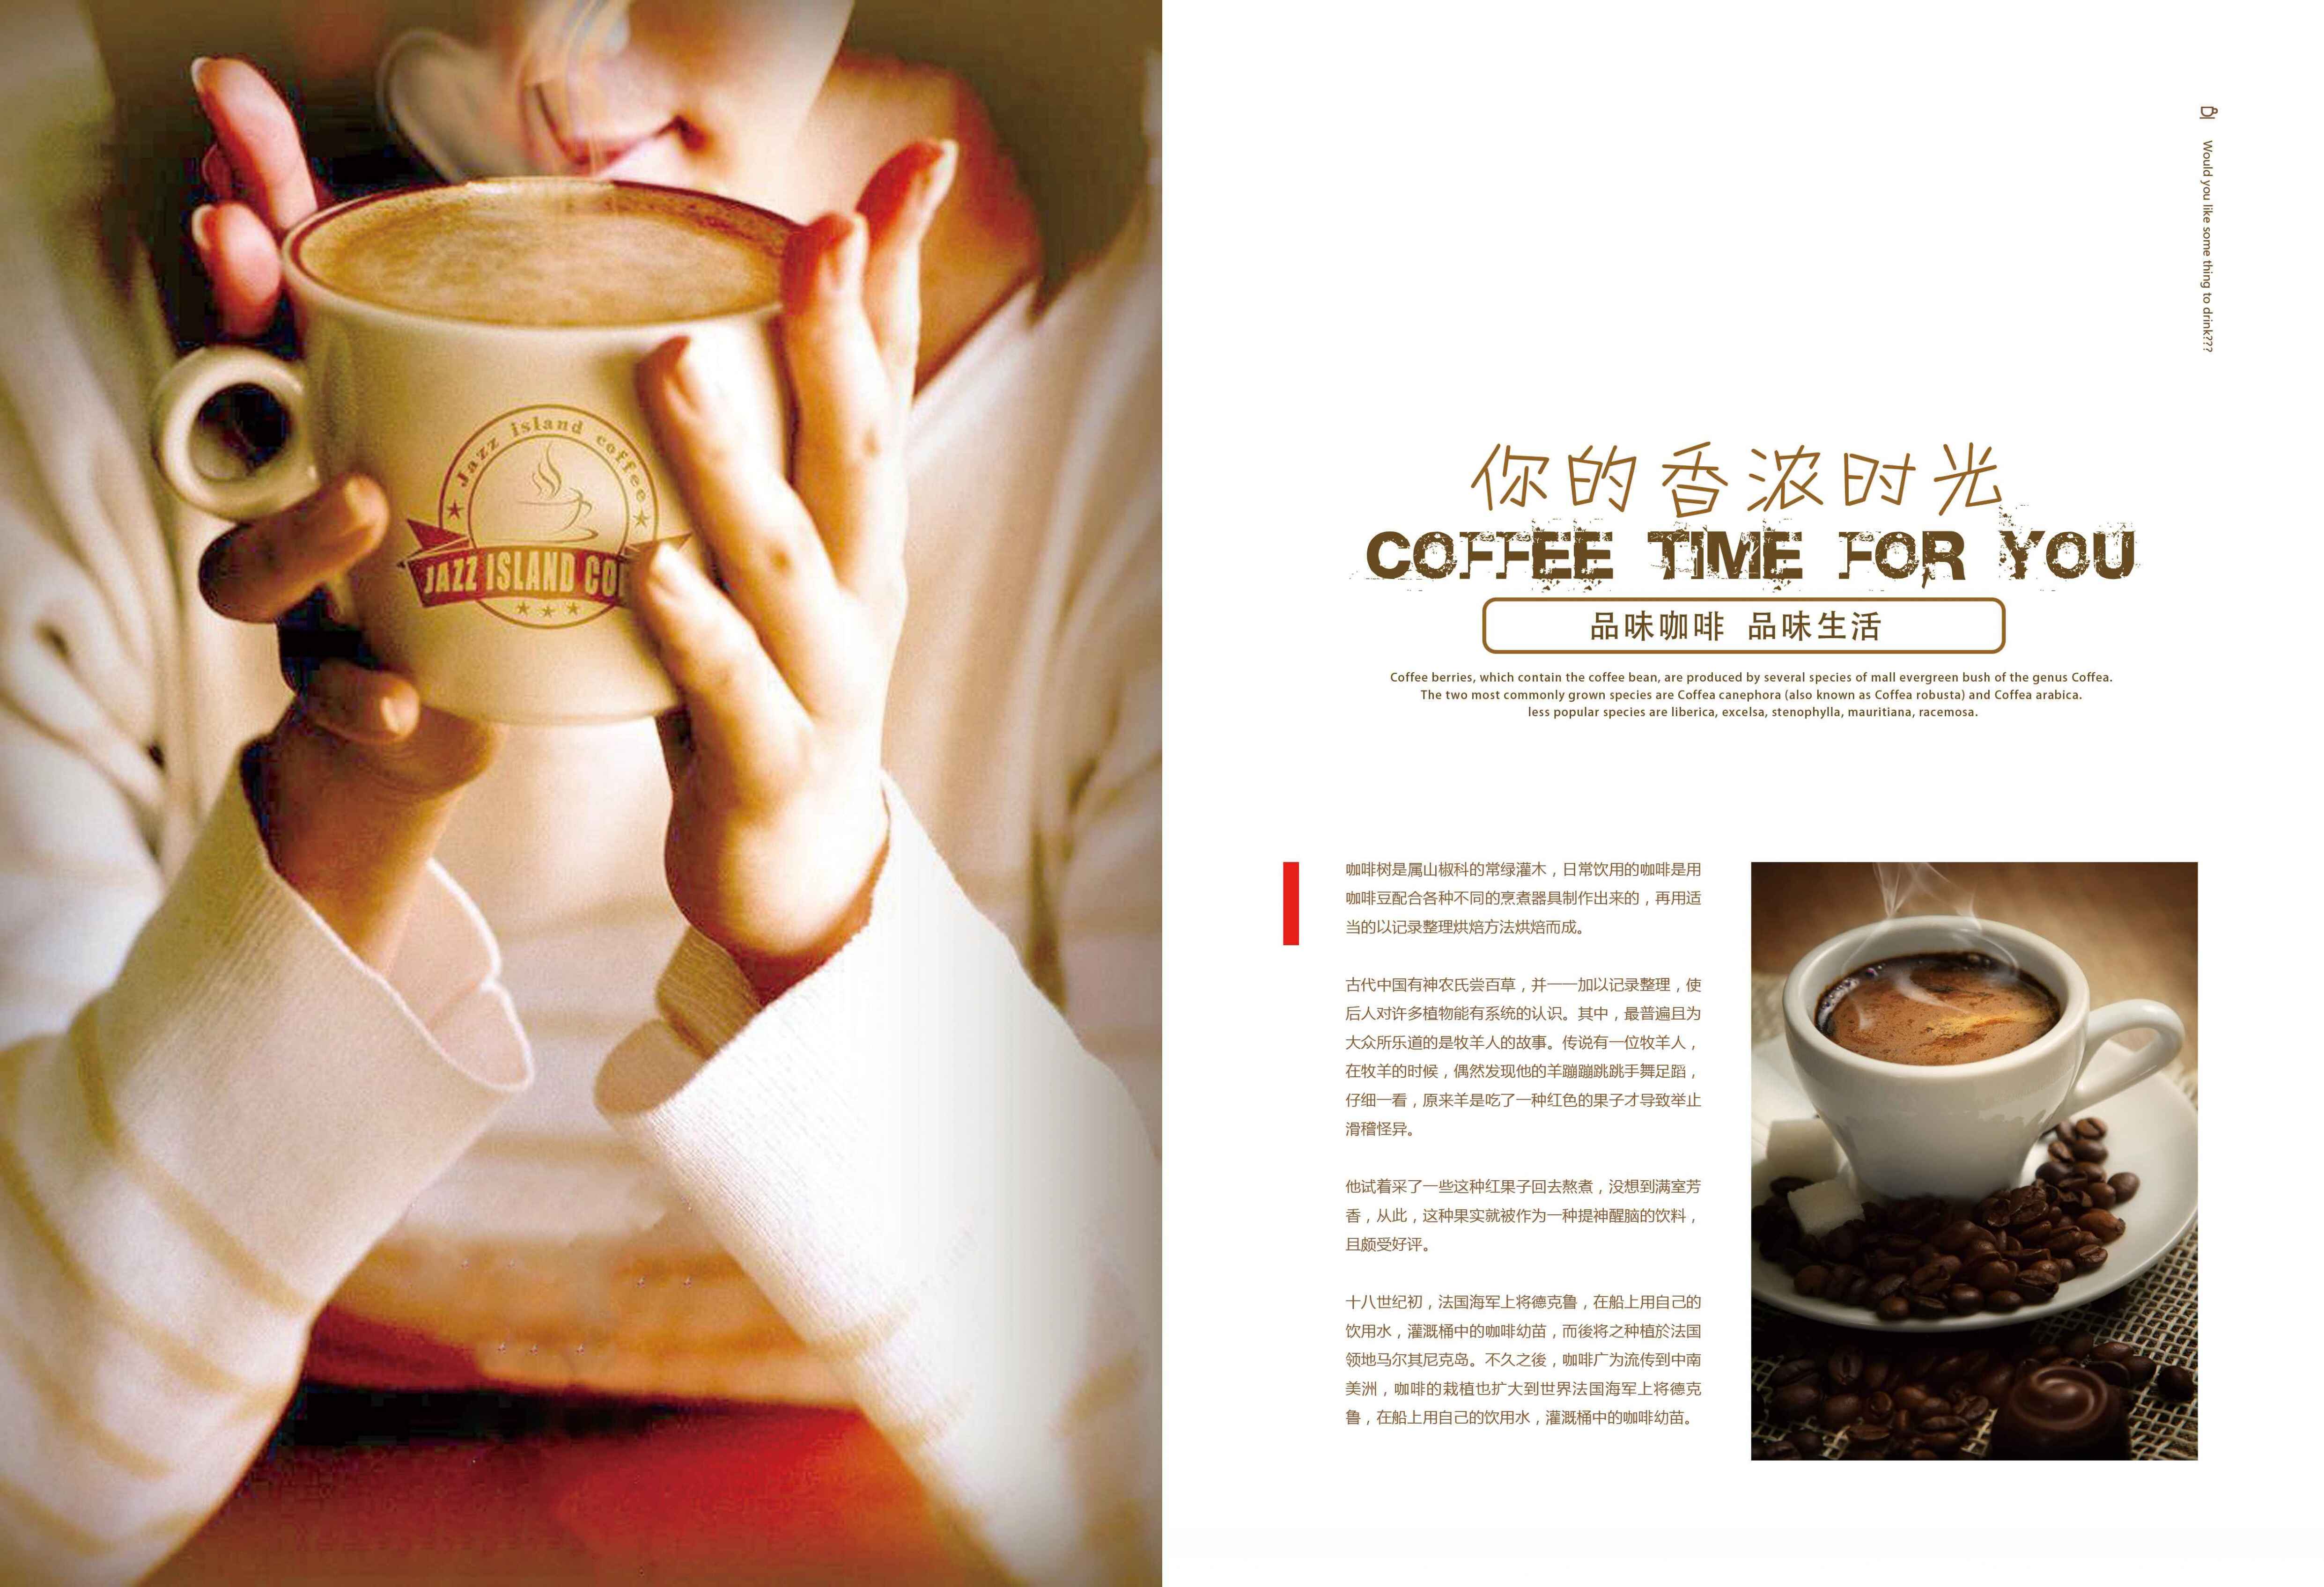 Jazz island coffee
JAZZ ISLAND CO
Would you like some thing to drink???
你的香浓时光
COFFEE TIME FOR YOU
品味咖啡 品味生活
Coffee berries, which contain the coffee bean, are produced by several species of mall evergreen bush of the genus Coffea.
The two most commonly grown species are Coffea canephora (also known as Coffea robusta) and Coffea arabica.
less popular species are liberica, excelsa, stenophylla, mauritiana, racemosa.
咖啡树是属山椒科的常绿灌木，日常饮用的咖啡是用
咖啡豆配合各种不同的烹煮器具制作出来的，再用适
当的以记录整理烘焙方法烘焙而成。
古代中国有神农氏尝百草，并一一加以记录整理，使
后人对许多植物能有系统的认识。其中，最普遍且为
大众所乐道的是牧羊人的故事。传说有一位牧羊人，
在牧羊的时候，偶然发现他的羊蹦蹦跳跳手舞足蹈，
仔细一看，原来羊是吃了一种红色的果子才导致举止
滑稽怪异。
他试着采了一些这种红果子回去熬煮，没想到满室芳
香，从此，这种果实就被作为一种提神醒脑的饮料，
且颇受好评。
十八世纪初，法国海军上将德克鲁，在船上用自己的
饮用水，灌溉桶中的咖啡幼苗，而後将之种植於法国
领地马尔其尼克岛。不久之後，咖啡广为流传到中南
美洲，咖啡的栽植也扩大到世界法国海军上将德克
鲁，在船上用自己的饮用水，灌溉桶中的咖啡幼苗。